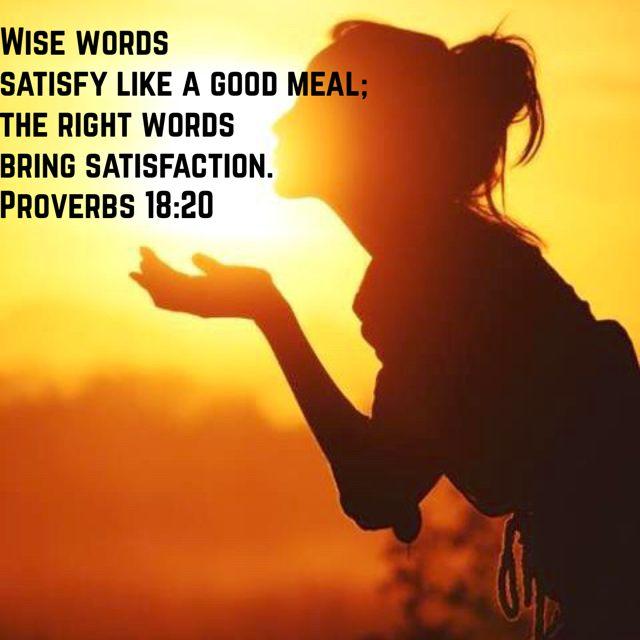 Wise words
satisfy like a good meal;
the right words
bring satisfaction.
Proverbs 18:20